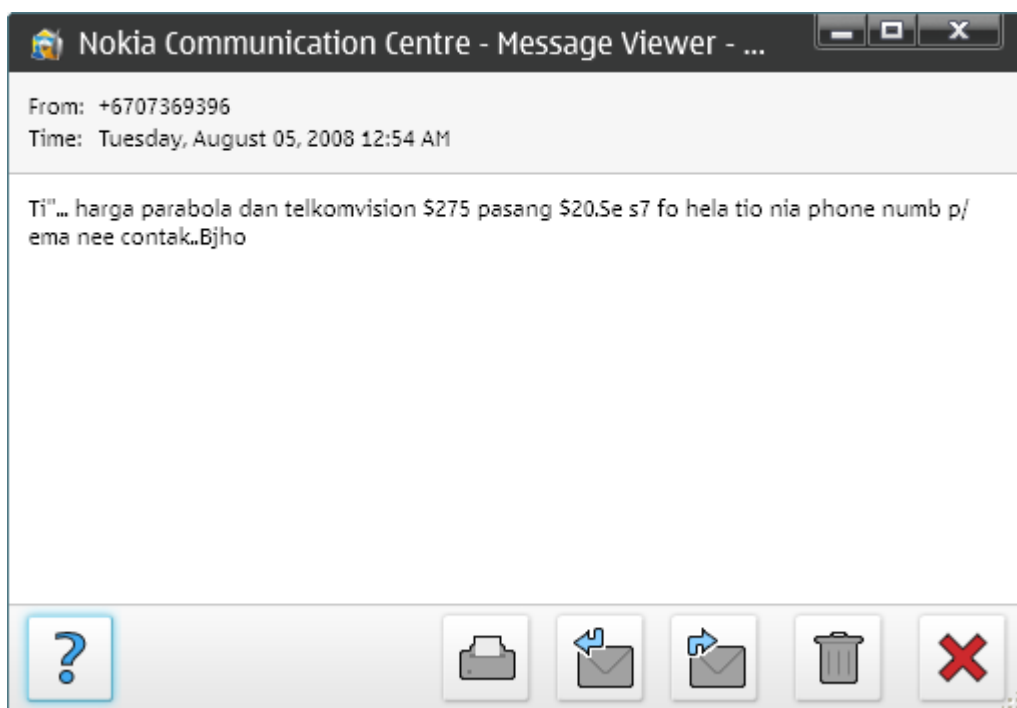 Nokia Communication Centre - Message Viewer - ...
From: +6707369396
Time: Tuesday, August 05, 2008 12:54 AM
Ti"... harga parabola dan telkomvision $275 pasang $20.Se s7 fo hela tio nia phone numb p/
ema nee contak..Bjho